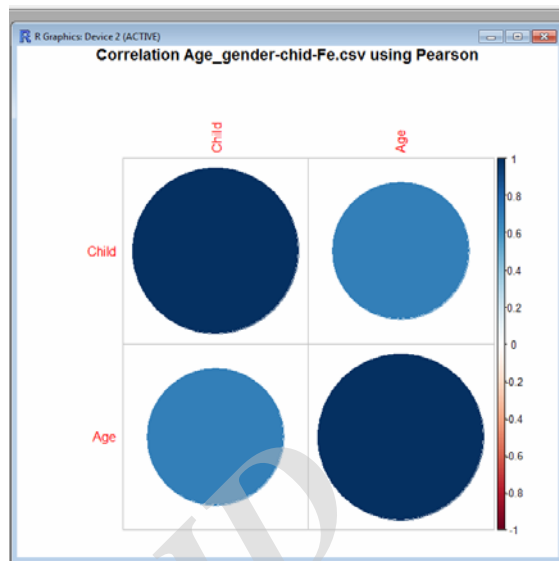 R Graphics: Device 2 (ACTIVE)
Correlation Age_gender-chid-Fe.csv using Pearson
Child
Age
Child
Age
1
0.8
0.6
0.4
0.2
0
-0.2
-0.4
-0.6
-0.8
-1